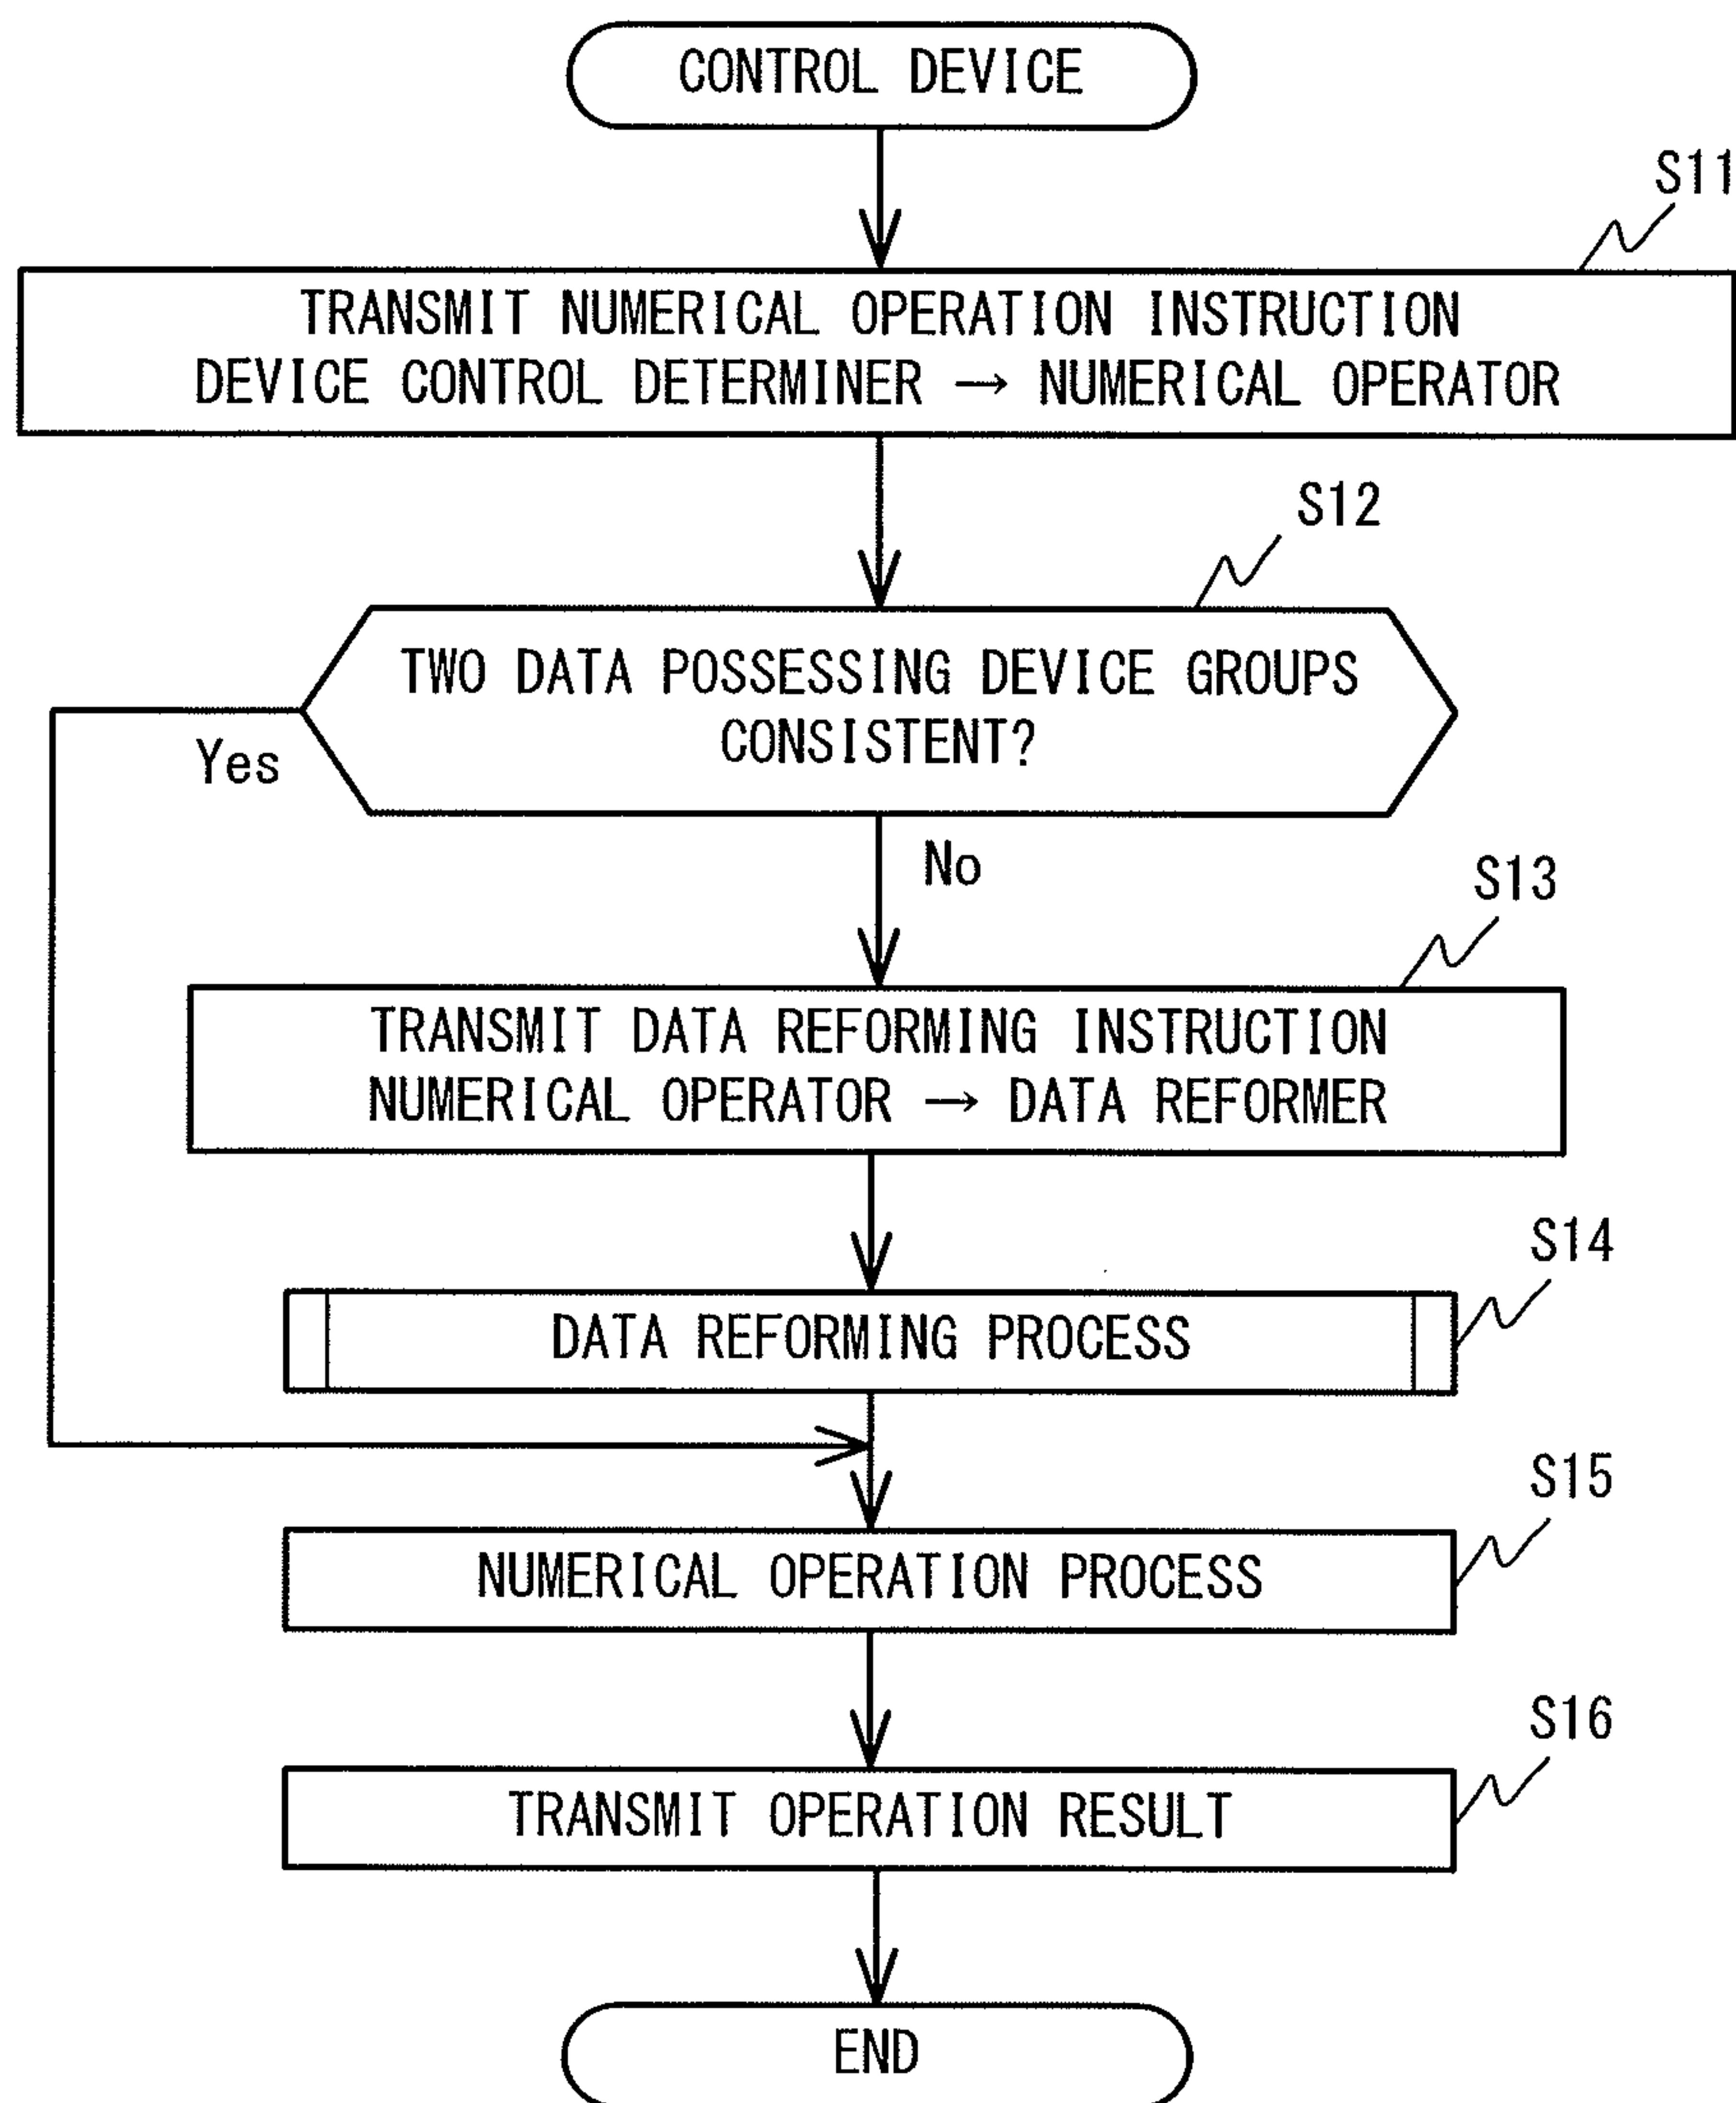 CONTROL DEVICE
S11
TRANSMIT NUMERICAL OPERATION INSTRUCTION
DEVICE CONTROL DETERMINER → NUMERICAL OPERATOR
S12
TWO DATA POSSESSING DEVICE GROUPS
CONSISTENT?
Yes
No
S13
TRANSMIT DATA REFORMING INSTRUCTION
NUMERICAL OPERATOR → DATA REFORMER
S14
DATA REFORMING PROCESS
S15
NUMERICAL OPERATION PROCESS
S16
TRANSMIT OPERATION RESULT
END